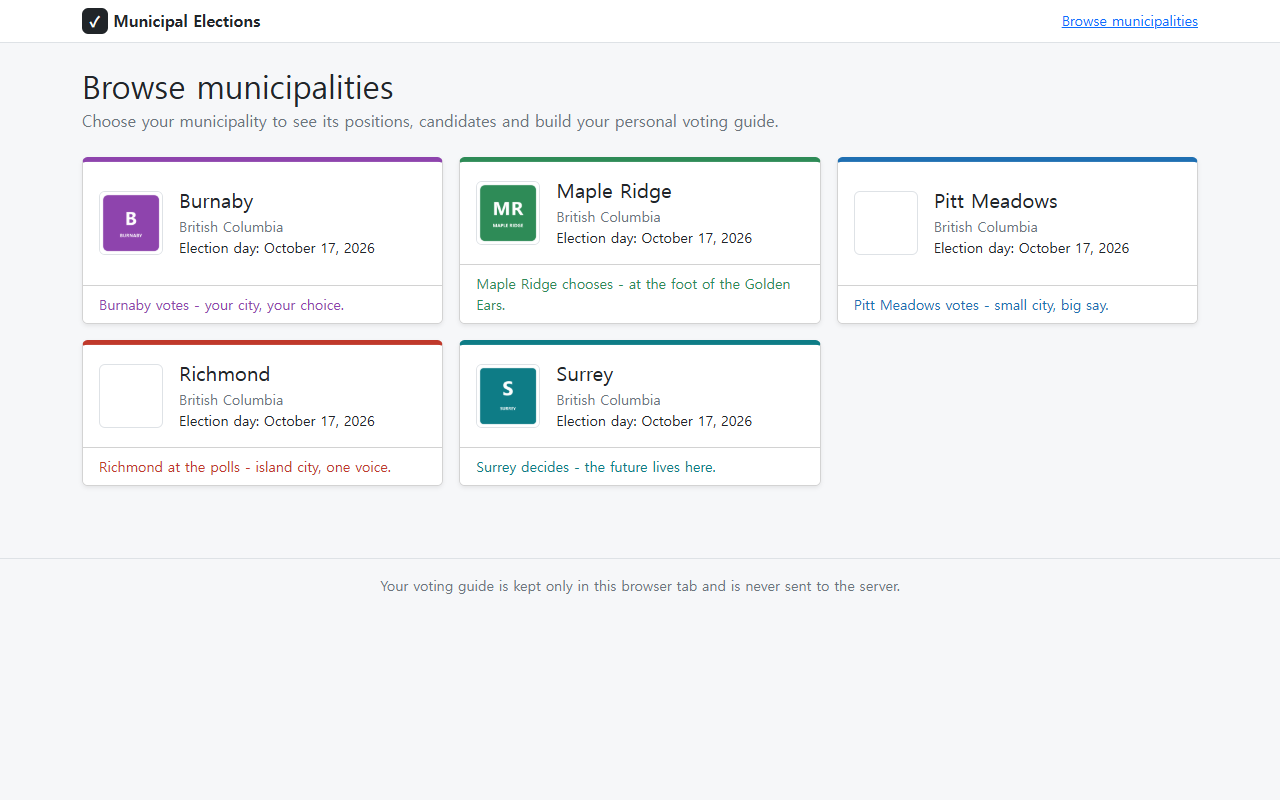 ✓ Municipal Elections
Browse municipalities
Browse municipalities
Choose your municipality to see its positions, candidates and build your personal voting guide.
B
BURNABY
Burnaby
British Columbia
Election day: October 17, 2026
Burnaby votes - your city, your choice.
MR
MAPLE RIDGE
Maple Ridge
British Columbia
Election day: October 17, 2026
Maple Ridge chooses - at the foot of the Golden
Ears.
Pitt Meadows
British Columbia
Election day: October 17, 2026
Pitt Meadows votes - small city, big say.
Richmond
British Columbia
Election day: October 17, 2026
Richmond at the polls - island city, one voice.
S
SURREY
Surrey
British Columbia
Election day: October 17, 2026
Surrey decides - the future lives here.
Your voting guide is kept only in this browser tab and is never sent to the server.